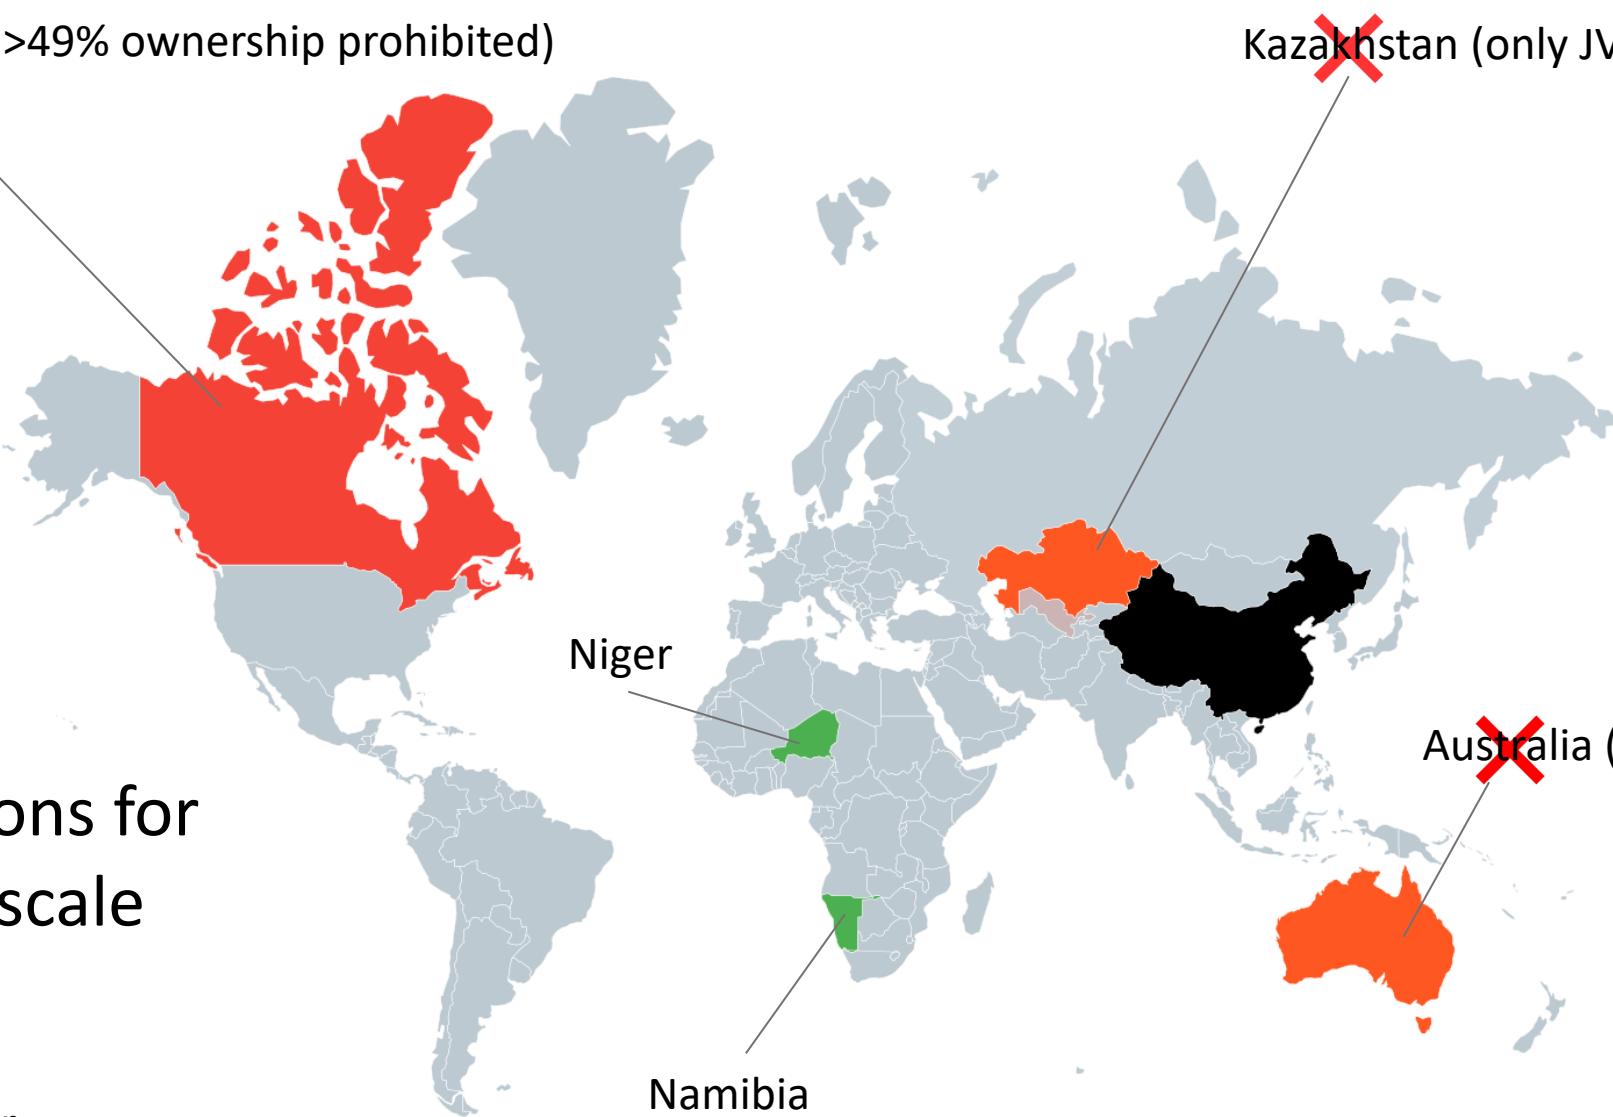 >49% ownership prohibited)
Kazakhstan (only JV
Niger
Australia (
ons for
scale
Namibia